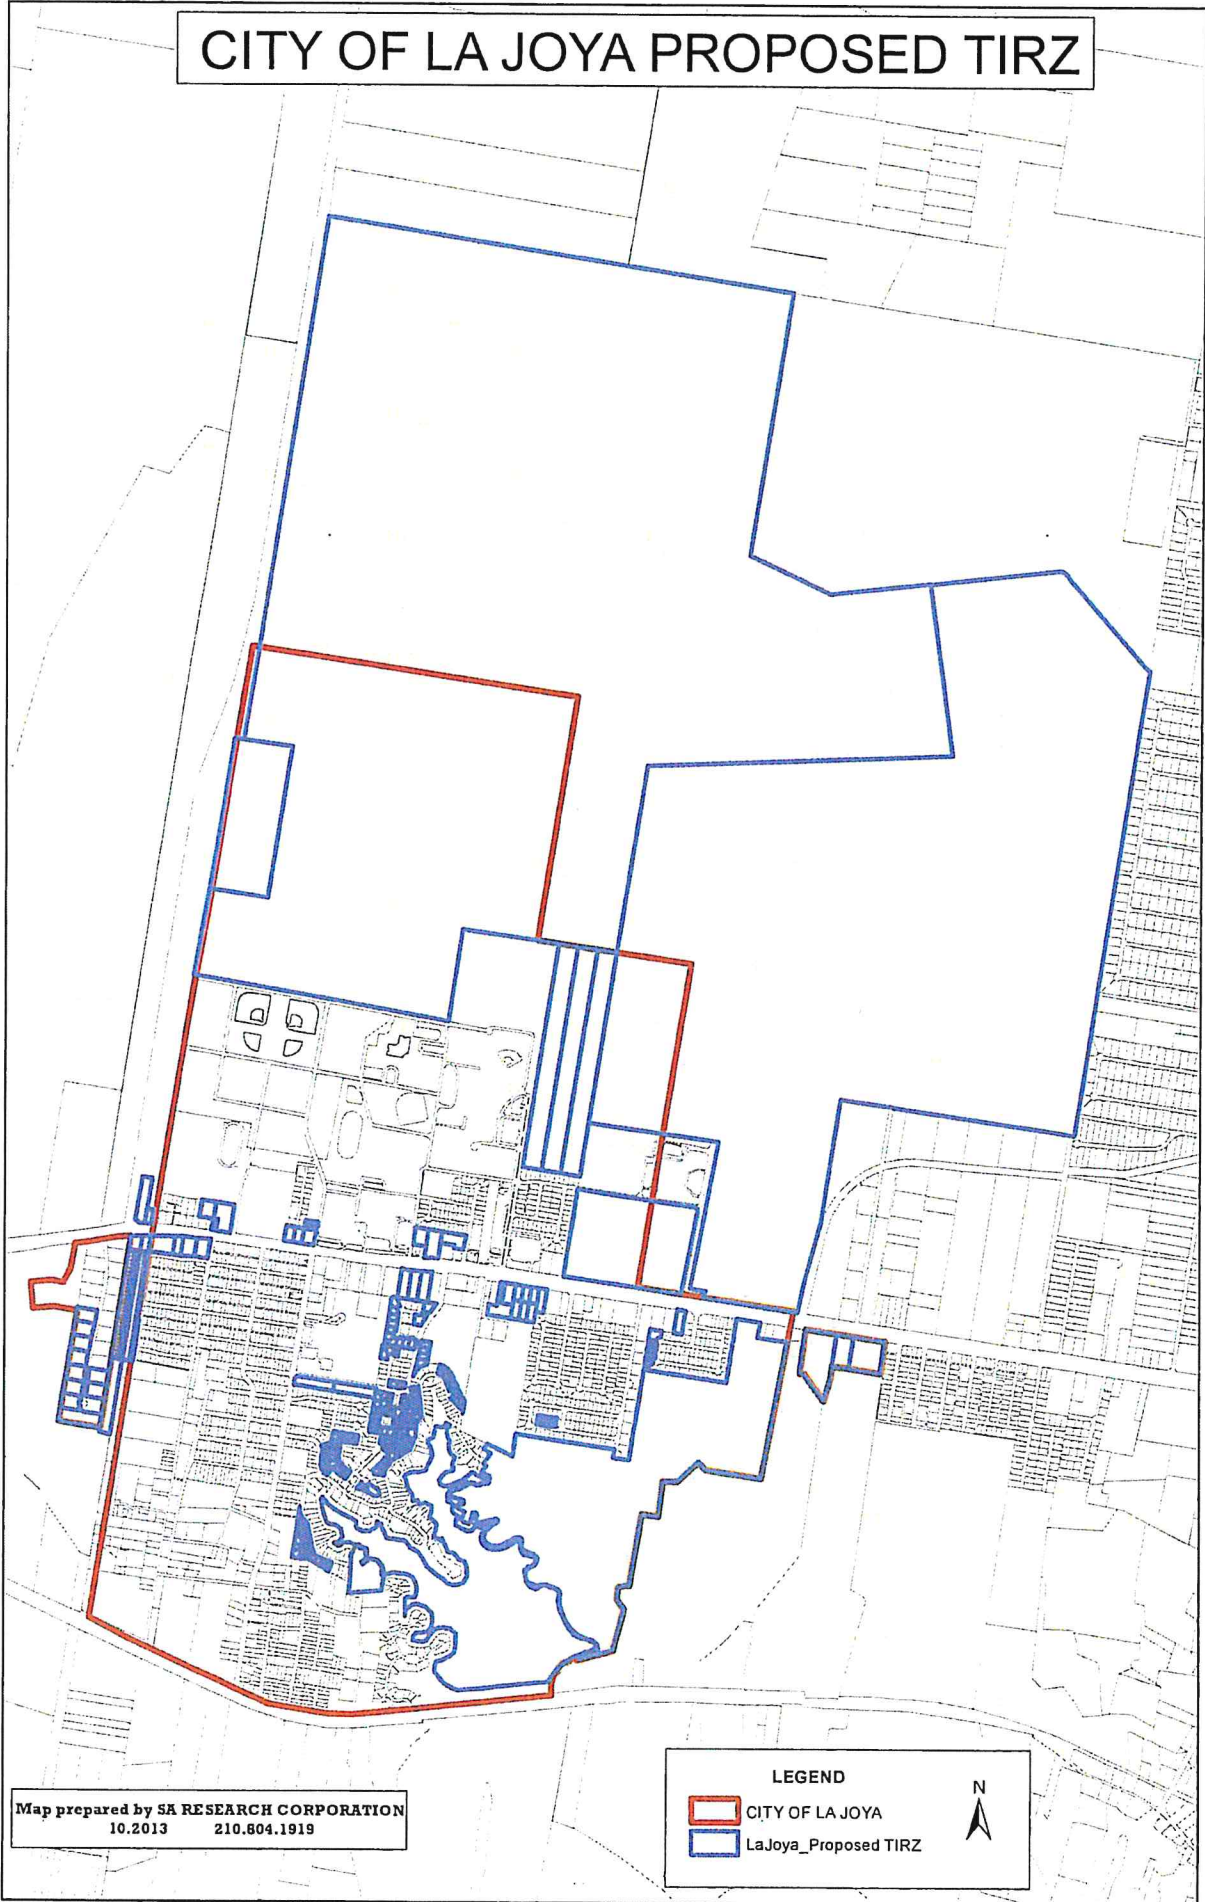 CITY OF LA JOYA PROPOSED TIRZ
Map prepared by SA RESEARCH CORPORATION
10.2013 210.804.1919
LEGEND
N
CITY OF LA JOYA
LaJoya_Proposed TIRZ